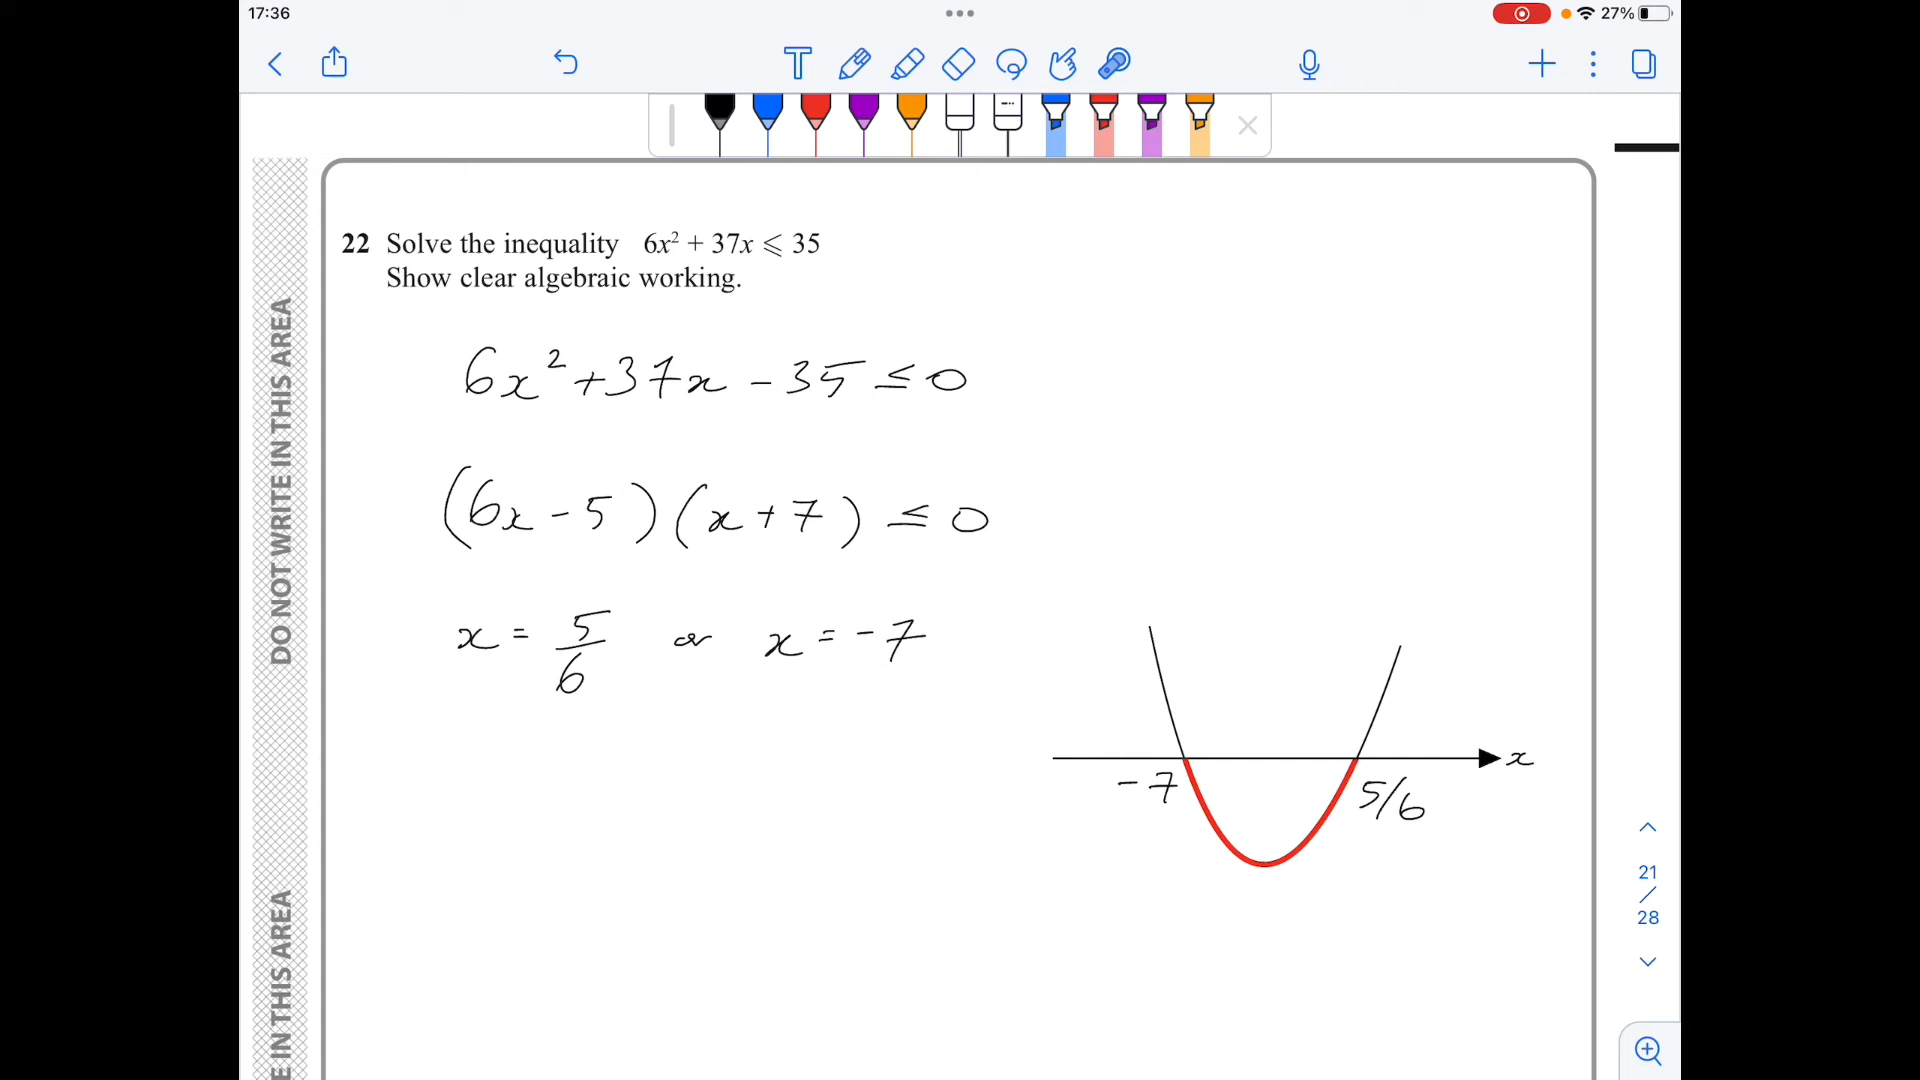 17:36
27%
T
22 Solve the inequality 6x² + 37x ⩽ 35
Show clear algebraic working.
6x² + 37x - 35 ≤ 0
(6x - 5)(x + 7) ≤ 0
x = 5/6 or x = -7
x
-7
5/6
DO NOT WRITE IN THIS AREA
E IN THIS AREA
21
/
28